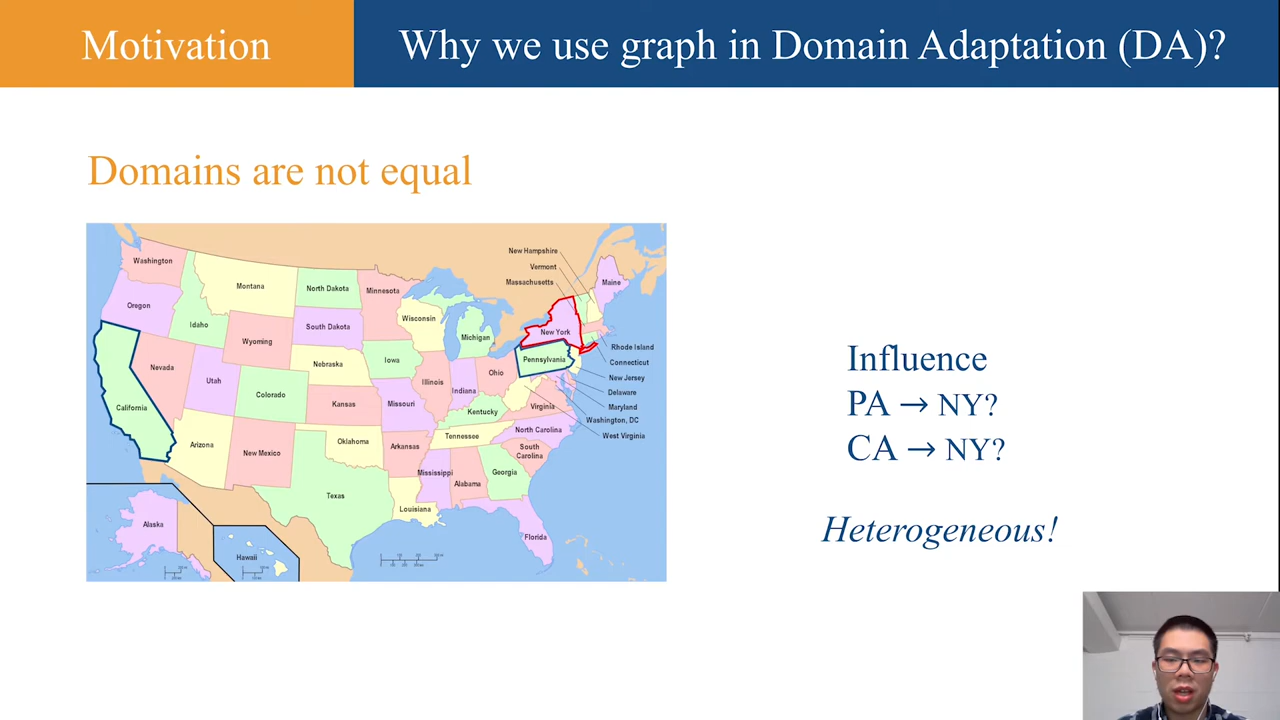 Motivation
Why we use graph in Domain Adaptation (DA)?
Domains are not equal
New Hampshire
Vermont
Massachusetts
Washington
Montana
North Dakota
Minnesota
Maine
Oregon
Idaho
South Dakota
Wisconsin
Michigan
New York
Wyoming
Rhode Island
Nebraska
Iowa
Pennsylvania
Connecticut
Nevada
Utah
Colorado
Illinois
Indiana
Ohio
New Jersey
Delaware
California
Kansas
Missouri
Kentucky
Virginia
Maryland
Washington, DC
West Virginia
Arizona
New Mexico
Oklahoma
Arkansas
Tennessee
North Carolina
South
Carolina
Texas
Mississippi
Alabama
Georgia
Louisiana
Florida
Alaska
Hawaii
Influence
PA → NY?
CA → NY?
Heterogeneous!